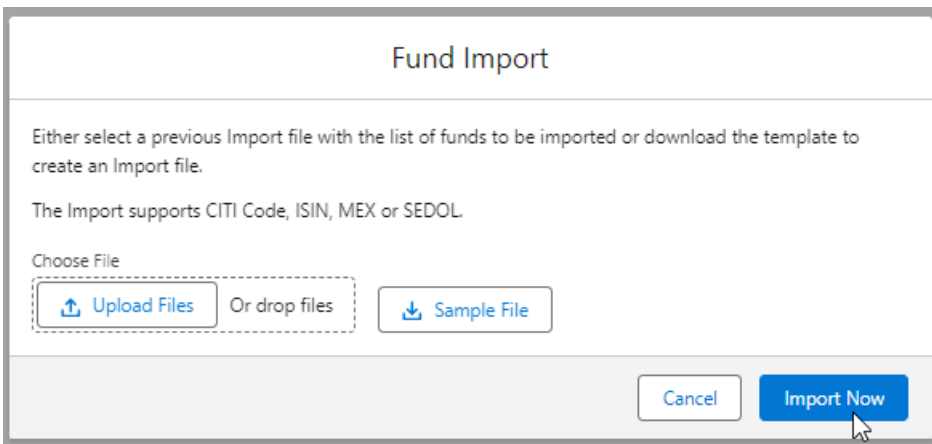 Fund Import
Either select a previous Import file with the list of funds to be imported or download the template to
create an Import file.
The Import supports CITI Code, ISIN, MEX or SEDOL.
Choose File
Upload Files Or drop files Sample File
Cancel Import Now